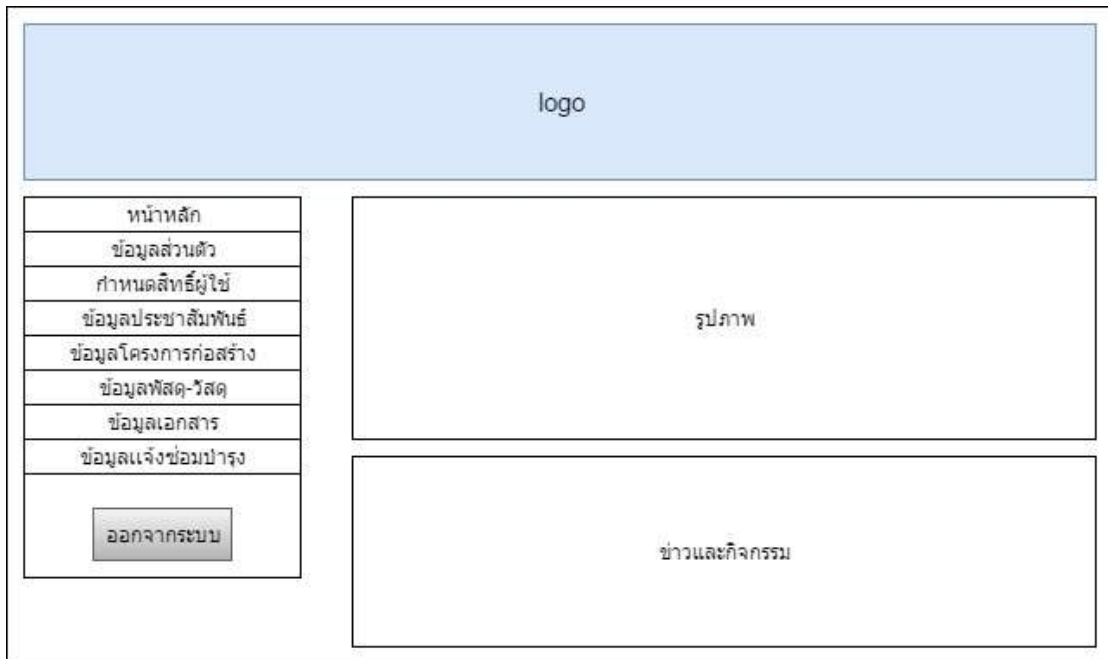 logo
หน้าหลัก
ข้อมูลส่วนตัว
กำหนดสิทธิ์ผู้ใช้
ข้อมูลประชาสัมพันธ์
ข้อมูลโครงการก่อสร้าง
ข้อมูลพัสดุ-วัสดุ
ข้อมูลเอกสาร
ข้อมูลแจ้งซ่อมบำรุง
ออกจากระบบ
รูปภาพ
ข่าวและกิจกรรม